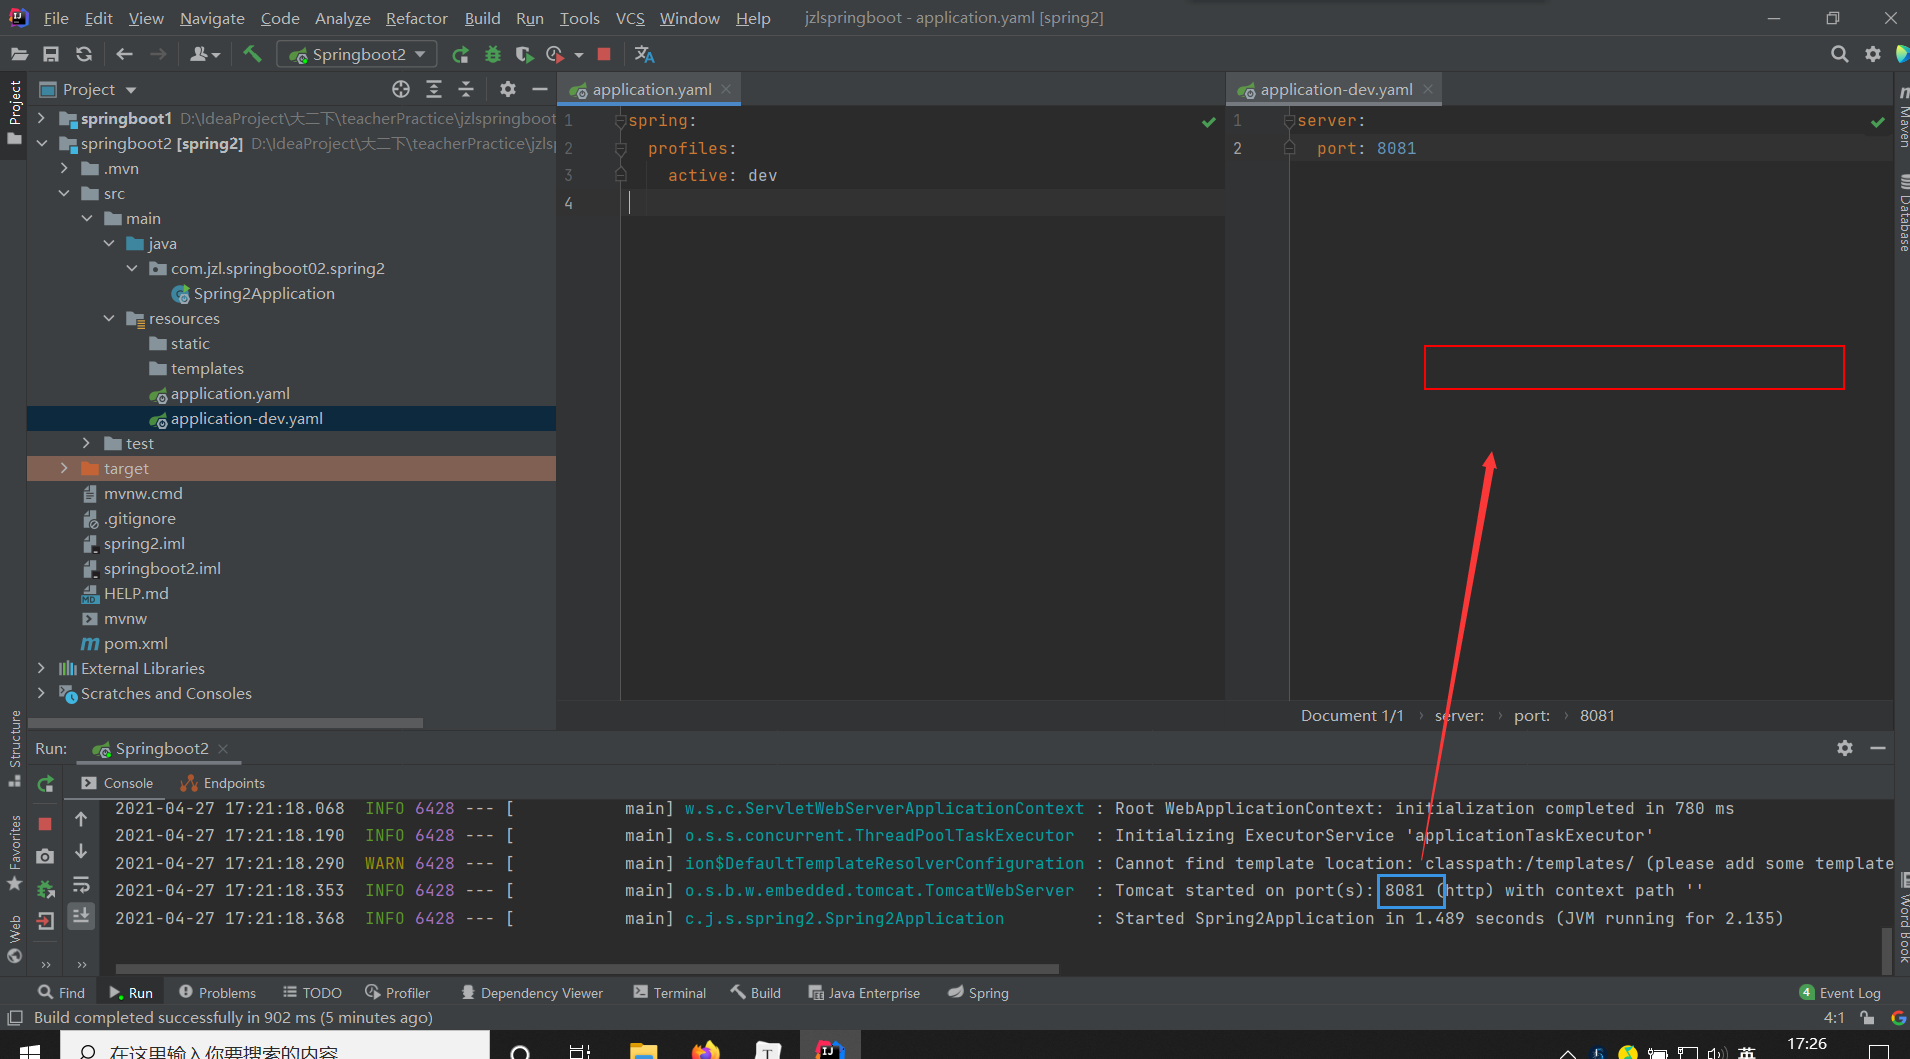 File Edit View Navigate Code Analyze Refactor Build Run Tools VCS Window Help jzlspringboot - application.yaml [spring2]
Springboot2
Project
Project
application.yaml
application-dev.yaml
springboot1 D:\IdeaProject\大二下\teacherPractice\jzlspringboot
springboot2 [spring2] D:\IdeaProject\大二下\teacherPractice\jzlsp
.mvn
src
main
java
com.jzl.springboot02.spring2
Spring2Application
resources
static
templates
application.yaml
application-dev.yaml
test
target
mvnw.cmd
.gitignore
spring2.iml
springboot2.iml
HELP.md
mvnw
pom.xml
External Libraries
Scratches and Consoles
1 spring:
2 profiles:
3 active: dev
4
1 server:
2 port: 8081
Maven
Database
Word Book
Document 1/1 › server: › port: › 8081
Structure
Favorites
Web
Run: Springboot2
Console Endpoints
2021-04-27 17:21:18.068 INFO 6428 --- [ main] w.s.c.ServletWebServerApplicationContext : Root WebApplicationContext: initialization completed in 780 ms
2021-04-27 17:21:18.190 INFO 6428 --- [ main] o.s.s.concurrent.ThreadPoolTaskExecutor : Initializing ExecutorService 'applicationTaskExecutor'
2021-04-27 17:21:18.290 WARN 6428 --- [ main] ion$DefaultTemplateResolverConfiguration : Cannot find template location: classpath:/templates/ (please add some template
2021-04-27 17:21:18.353 INFO 6428 --- [ main] o.s.b.w.embedded.tomcat.TomcatWebServer : Tomcat started on port(s): 8081 (http) with context path ''
2021-04-27 17:21:18.368 INFO 6428 --- [ main] c.j.s.spring2.Spring2Application : Started Spring2Application in 1.489 seconds (JVM running for 2.135)
Find Run Problems TODO Profiler Dependency Viewer Terminal Build Java Enterprise Spring 4 Event Log
Build completed successfully in 902 ms (5 minutes ago) 4:1
在这里输入你要搜索的内容
英
17:26